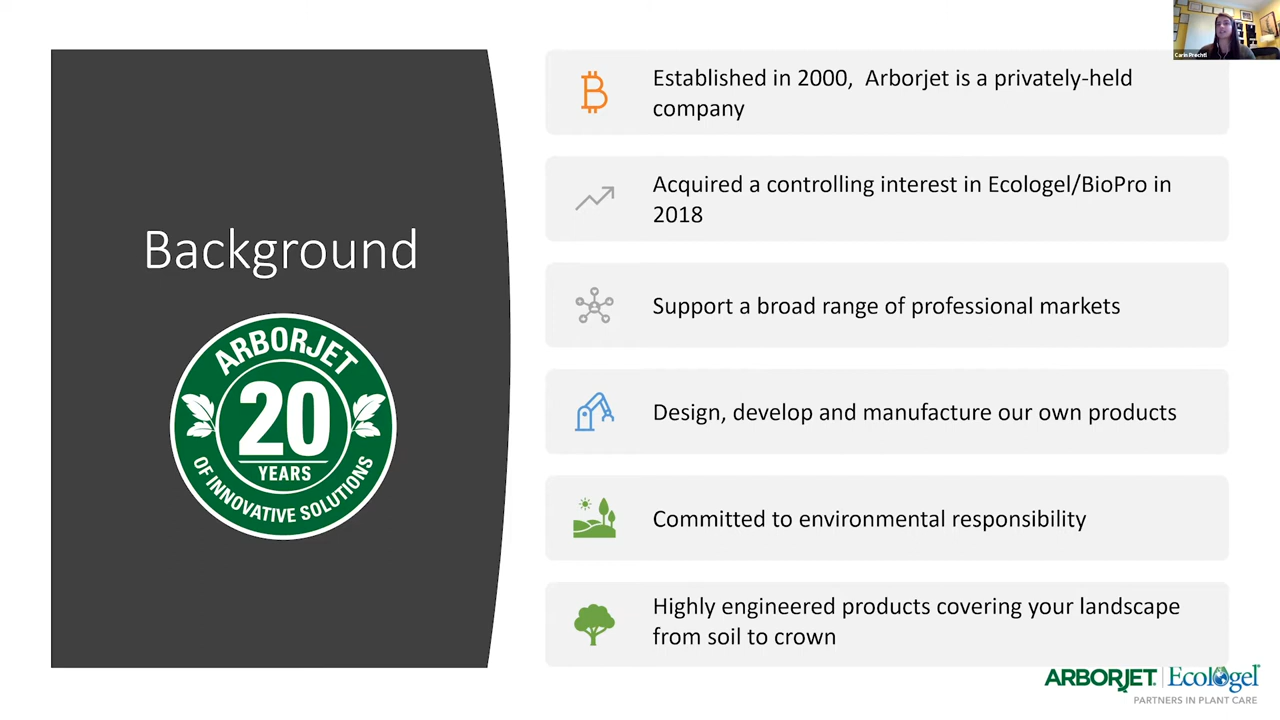 Carin Prechtl
Established in 2000,  Arborjet is a privately-held
company
Acquired a controlling interest in Ecologel/BioPro in
2018
Background
Support a broad range of professional markets
ARBORJET
20
YEARS
OF INNOVATIVE SOLUTIONS
Design, develop and manufacture our own products
Committed to environmental responsibility
Highly engineered products covering your landscape
from soil to crown
ARBORJET Ecologel
PARTNERS IN PLANT CARE